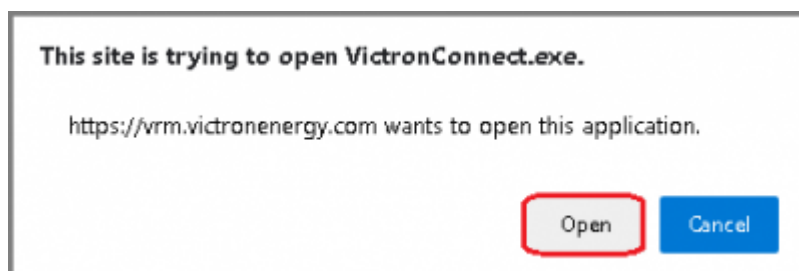 This site is trying to open VictronConnect.exe.
https://vrm.victronenergy.com wants to open this application.
Open Cancel